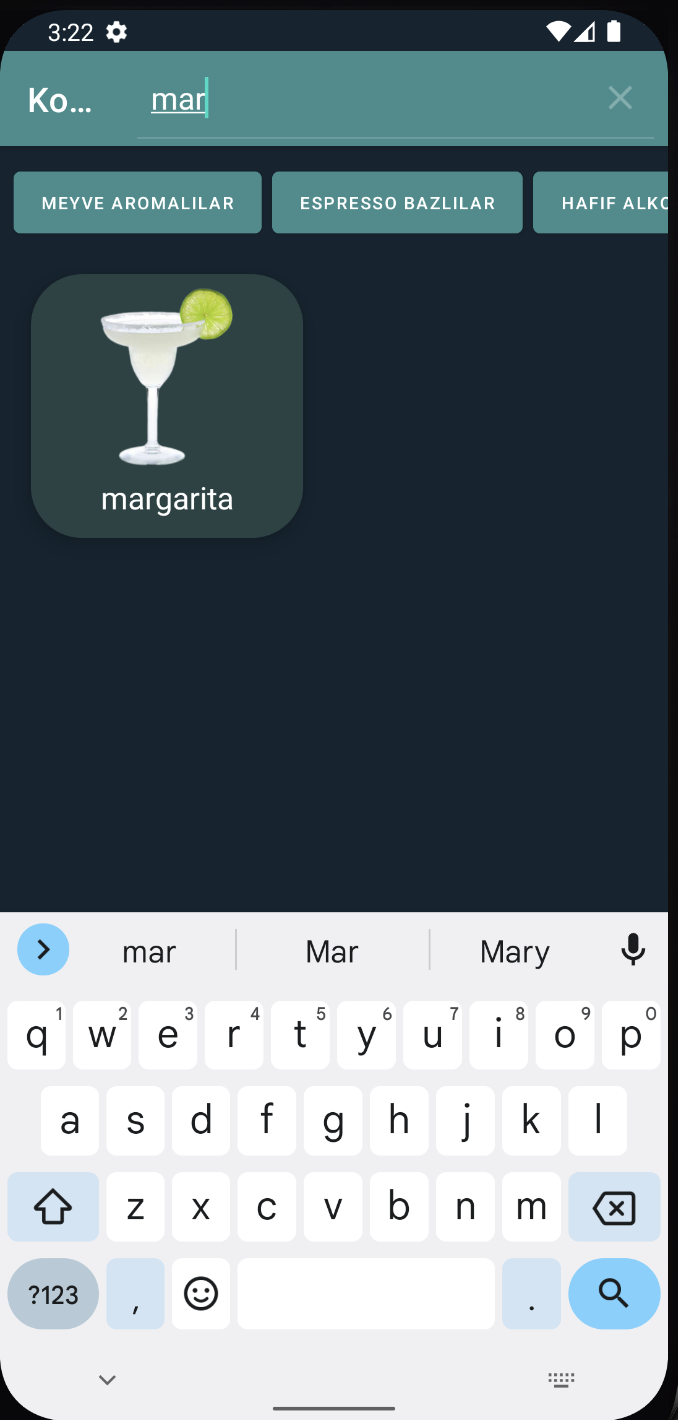 3:22
Ko... mar
MEYVE AROMALILAR ESPRESSO BAZLILAR HAFIF ALKO
margarita
mar Mar Mary
q 1 w 2 e 3 r 4 t 5 y 6 u 7 i 8 o 9 p 0
a s d f g h j k l
z x c v b n m
?123 , .